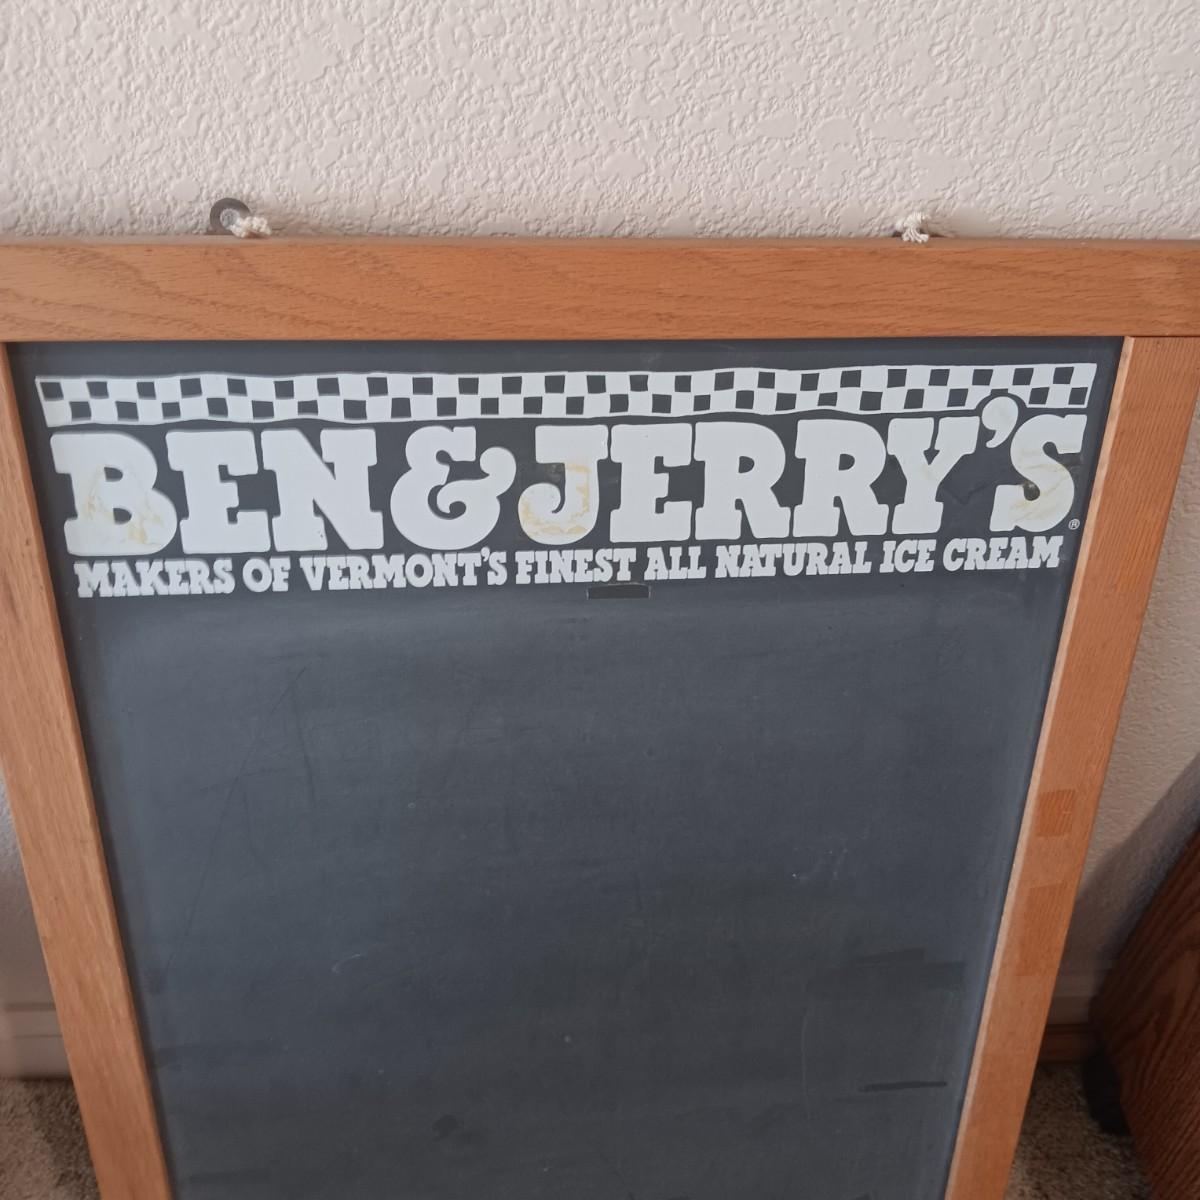 BEN & JERRY'S®
MAKERS OF VERMONT'S FINEST ALL NATURAL ICE CREAM